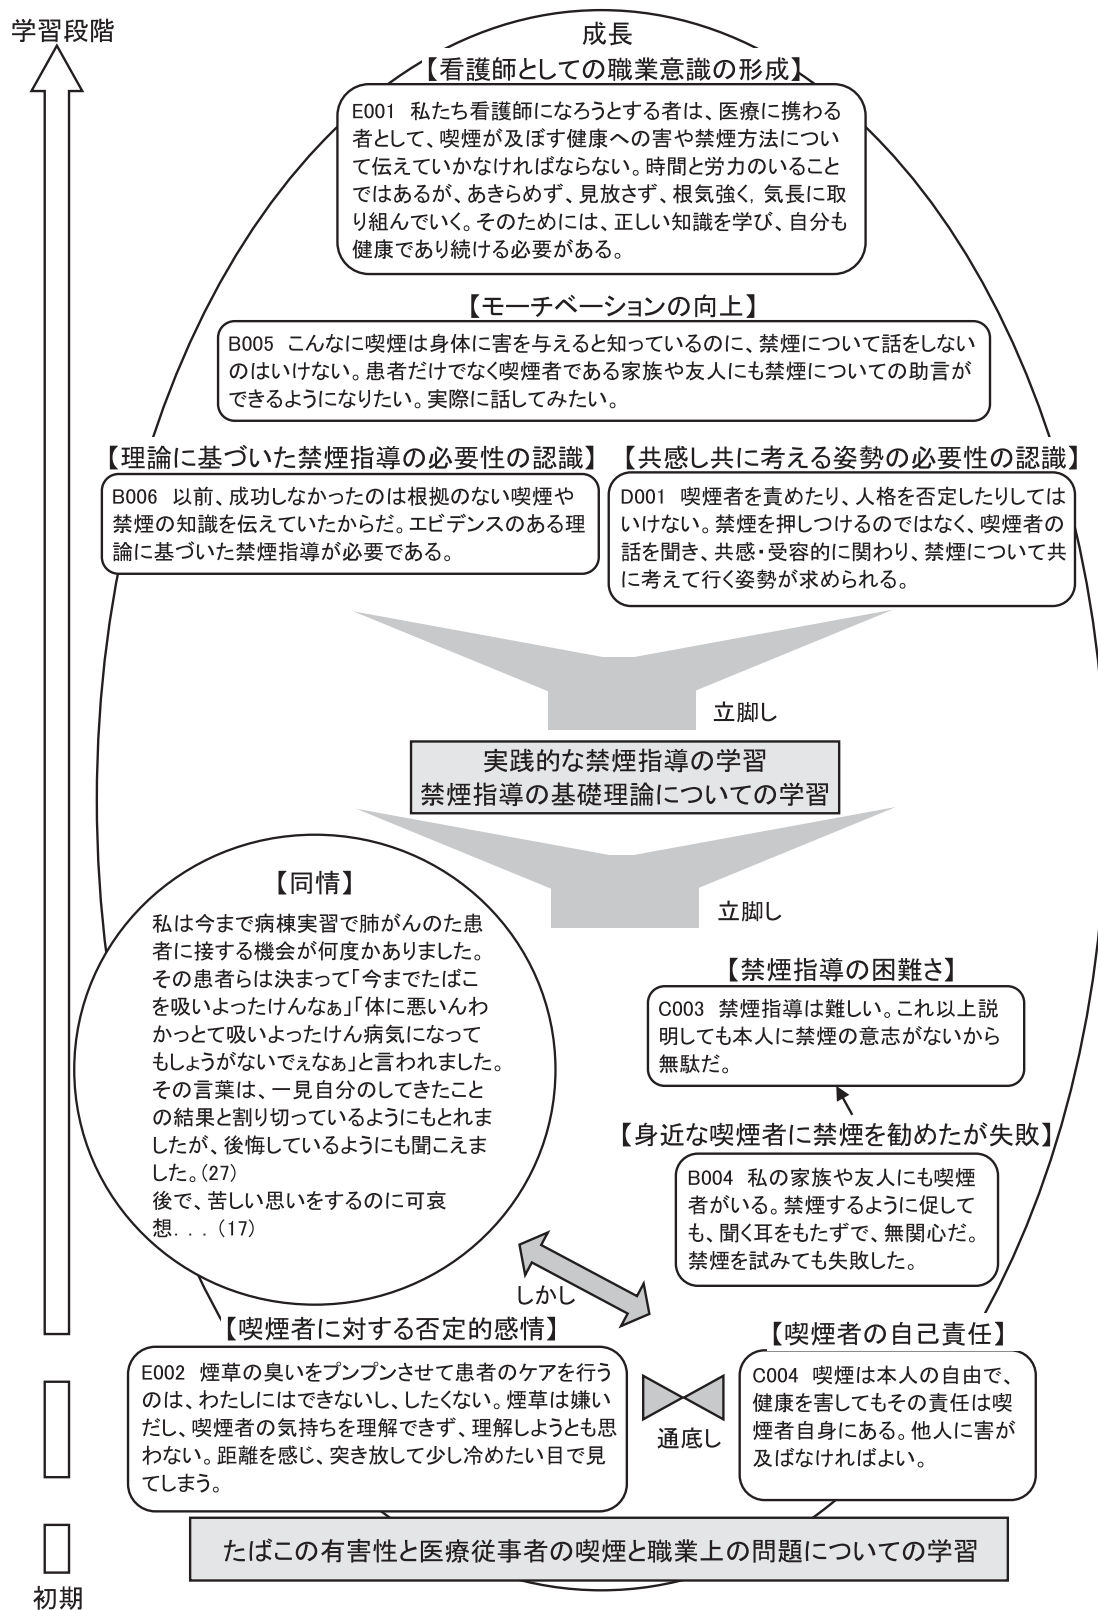 学習段階
成長
【看護師としての職業意識の形成】
E001 私たち看護師になろうとする者は、医療に携わる
者として、喫煙が及ぼす健康への害や禁煙方法につい
て伝えていかなければならない。時間と労力のいること
ではあるが、あきらめず、見放さず、根気強く, 気長に取
り組んでいく。そのためには、正しい知識を学び、自分も
健康であり続ける必要がある。
【モーチベーションの向上】
B005 こんなに喫煙は身体に害を与えると知っているのに、禁煙について話をしない
のはいけない。患者だけでなく喫煙者である家族や友人にも禁煙についての助言が
できるようになりたい。実際に話してみたい。
【理論に基づいた禁煙指導の必要性の認識】
B006 以前、成功しなかったのは根拠のない喫煙や
禁煙の知識を伝えていたからだ。エビデンスのある理
論に基づいた禁煙指導が必要である。
【共感し共に考える姿勢の必要性の認識】
D001 喫煙者を責めたり、人格を否定したりしては
いけない。禁煙を押しつけるのではなく、喫煙者の
話を聞き、共感・受容的に関わり、禁煙について共
に考えて行く姿勢が求められる。
立脚し
実践的な禁煙指導の学習
禁煙指導の基礎理論についての学習
立脚し
【同情】
私は今まで病棟実習で肺がんのた患
者に接する機会が何度かありました。
その患者らは決まって「今までたばこ
を吸いよったけんなぁ」「体に悪いんわ
かっとて吸いよったけん病気になって
もしょうがないでぇなぁ」と言われました。
その言葉は、一見自分のしてきたこと
の結果と割り切っているようにもとれま
したが、後悔しているようにも聞こえま
した。(27)
後で、苦しい思いをするのに可哀
想. . . (17)
【禁煙指導の困難さ】
C003 禁煙指導は難しい。これ以上説
明しても本人に禁煙の意志がないから
無駄だ。
【身近な喫煙者に禁煙を勧めたが失敗】
B004 私の家族や友人にも喫煙
者がいる。禁煙するように促して
も、聞く耳をもたずで、無関心だ。
禁煙を試みても失敗した。
しかし
【喫煙者に対する否定的感情】
E002 煙草の臭いをプンプンさせて患者のケアを行う
のは、わたしにはできないし、したくない。煙草は嫌い
だし、喫煙者の気持ちを理解できず、理解しようとも思
わない。距離を感じ、突き放して少し冷めたい目で見
てしまう。
通底し
【喫煙者の自己責任】
C004 喫煙は本人の自由で、
健康を害してもその責任は喫
煙者自身にある。他人に害が
及ばなければよい。
たばこの有害性と医療従事者の喫煙と職業上の問題についての学習
初期